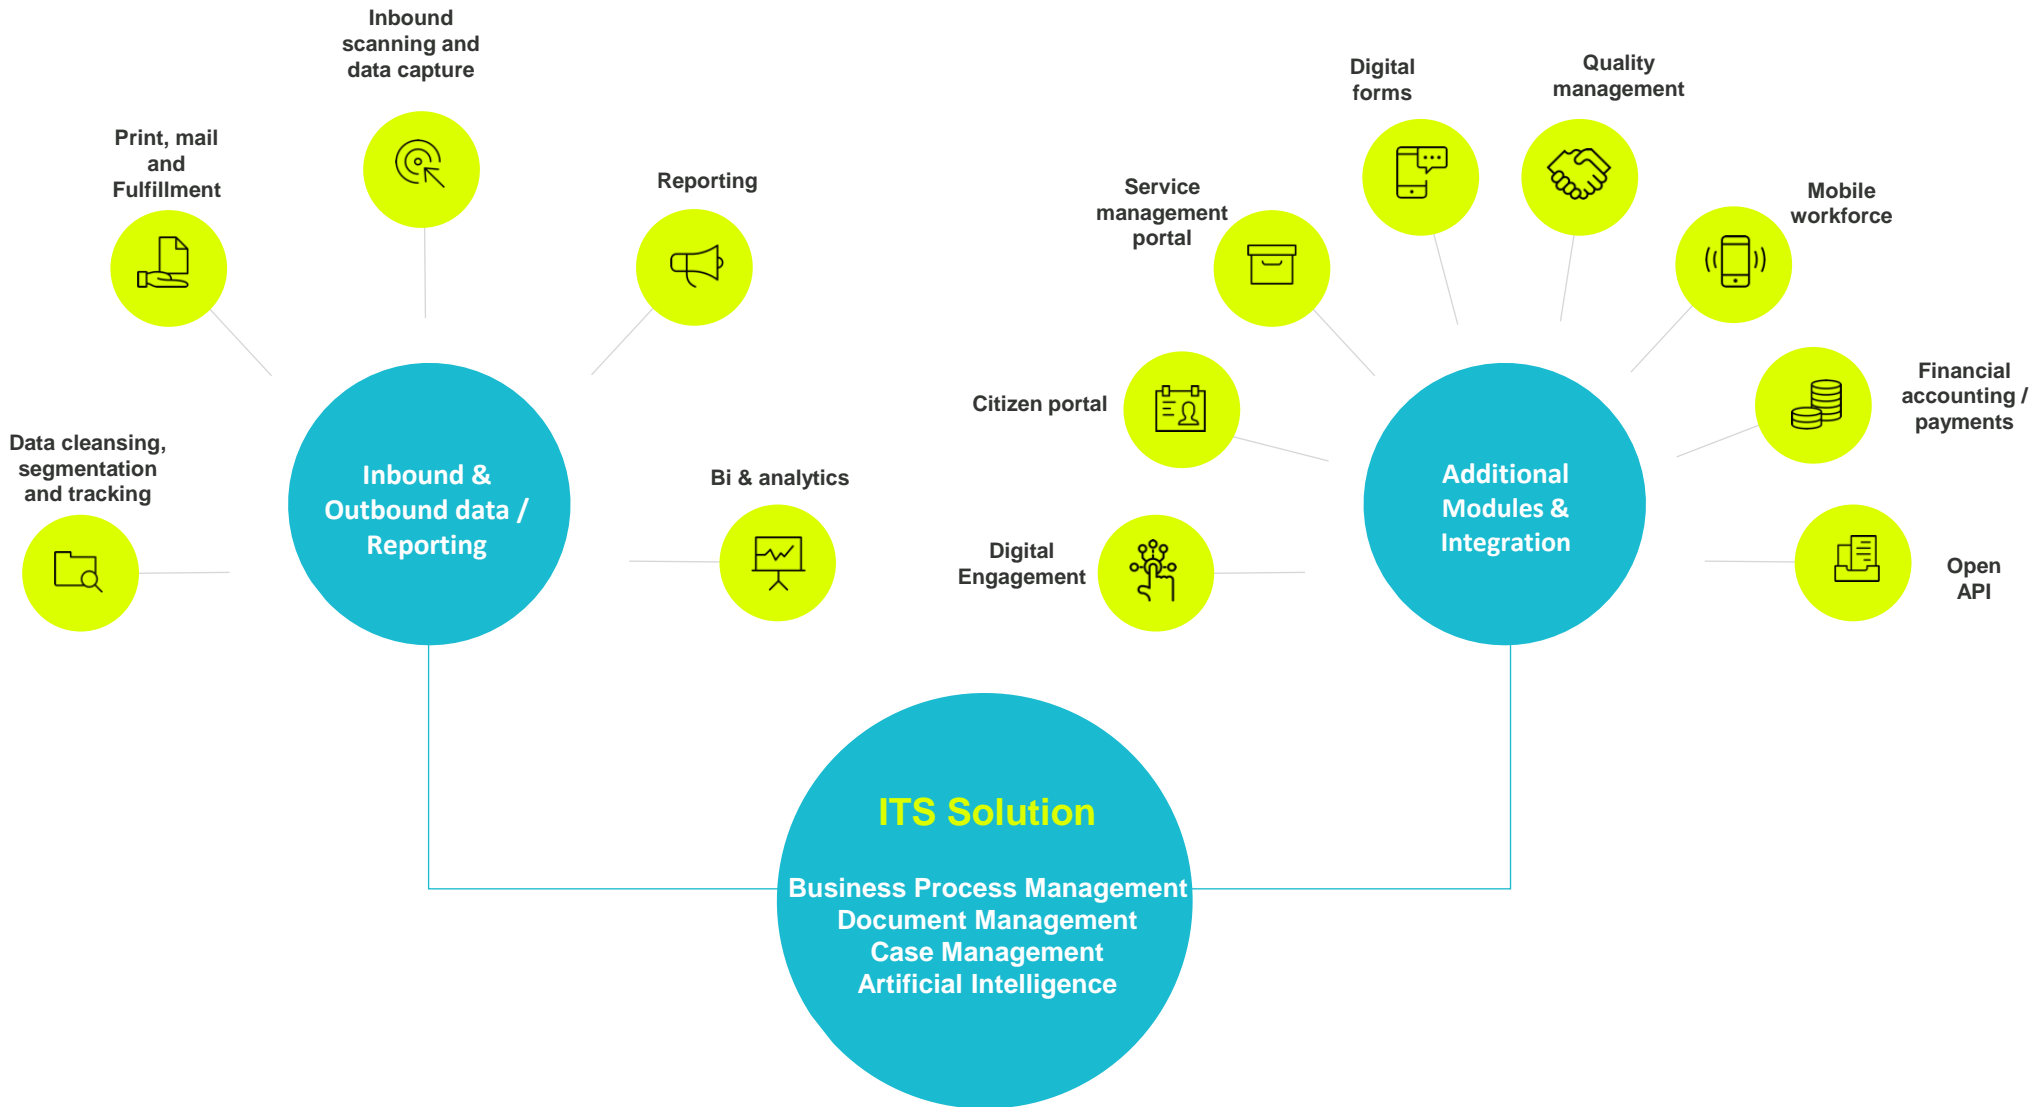 Inbound
scanning and
data capture
Print, mail
and
Fulfillment
Reporting
Data cleansing,
segmentation
and tracking
Bi & analytics
Inbound &
Outbound data /
Reporting
Digital
forms
Quality
management
Service
management
portal
Mobile
workforce
Citizen portal
Financial
accounting /
payments
Digital
Engagement
Open
API
Additional
Modules &
Integration
ITS Solution
Business Process Management
Document Management
Case Management
Artificial Intelligence